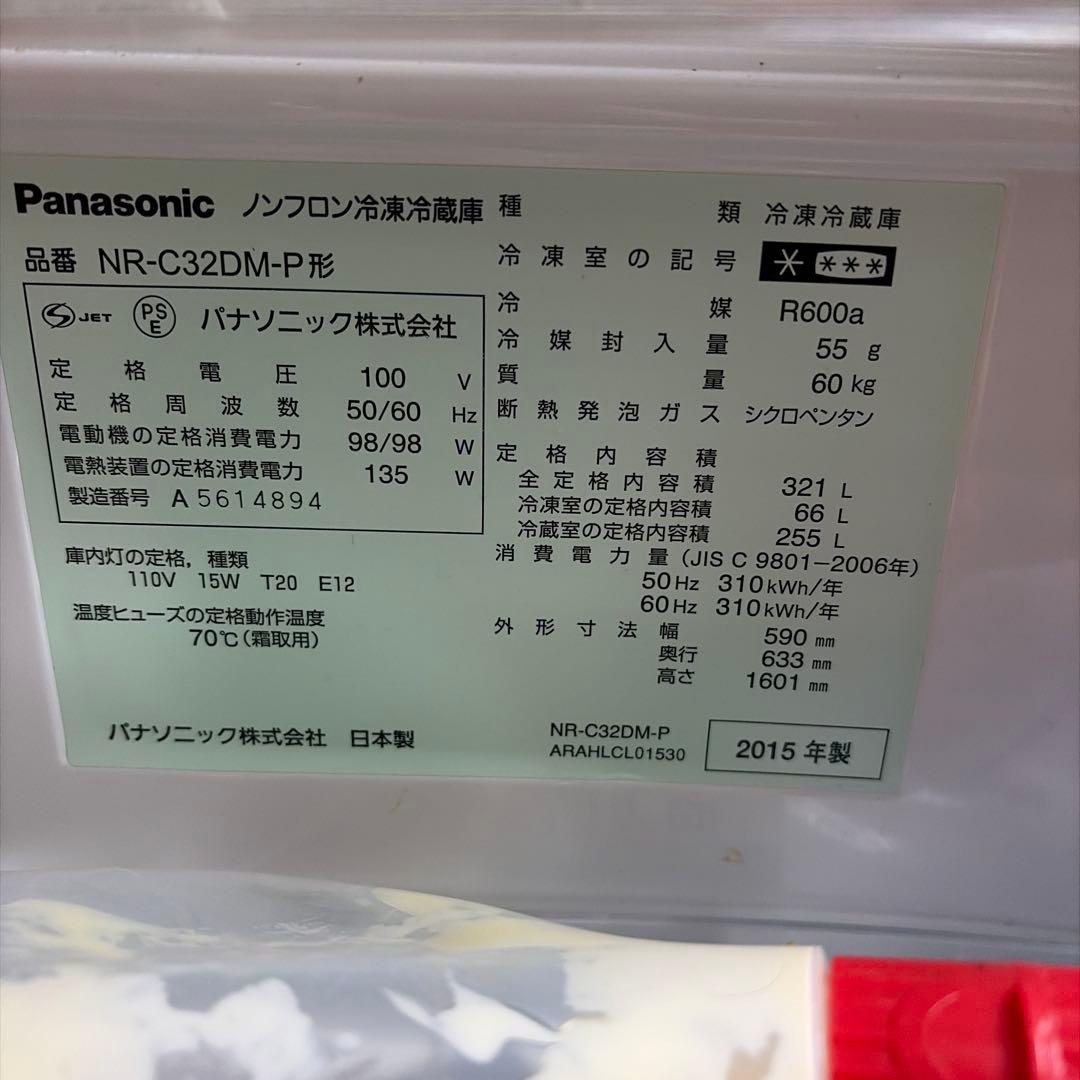 Panasonic ノンフロン冷凍冷蔵庫
品番 NR-C32DM-P形
S JET PSE パナソニック株式会社
定格電圧 100 V
定格周波数 50/60 Hz
電動機の定格消費電力 98/98 W
電熱装置の定格消費電力 135 W
製造番号 A 5614894
庫内灯の定格,種類
110V 15W T20 E12
温度ヒューズの定格動作温度
70℃(霜取用)
パナソニック株式会社 日本製
種類 冷凍冷蔵庫
冷凍室の記号 * ***
冷媒 R600a
冷媒封入量 55 g
質量 60 kg
断熱発泡ガス シクロペンタン
定格内容積
全定格内容積 321 L
冷凍室の定格内容積 66 L
冷蔵室の定格内容積 255 L
消費電力量(JIS C 9801-2006年)
50Hz 310kWh/年
60Hz 310kWh/年
外形寸法 幅 590 mm
奥行 633 mm
高さ 1601 mm
NR-C32DM-P
ARAHLCL01530
2015年製